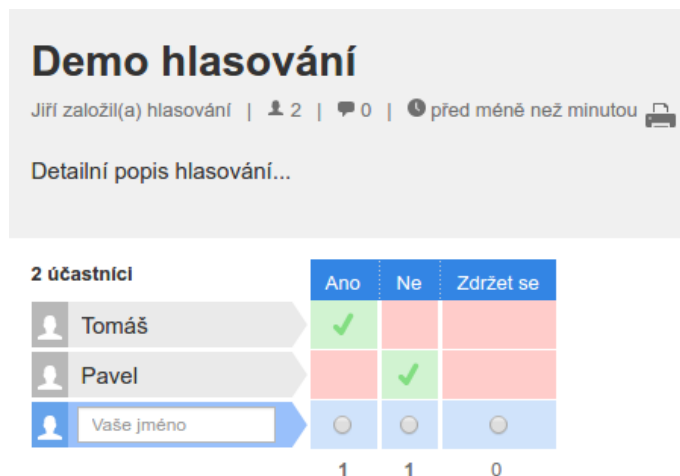 Demo hlasování
Jiří založil(a) hlasování | 2 | 0 | před méně než minutou
Detailní popis hlasování...
2 účastníci Ano Ne Zdržet se
Tomáš
Pavel
Vaše jméno
1 1 0